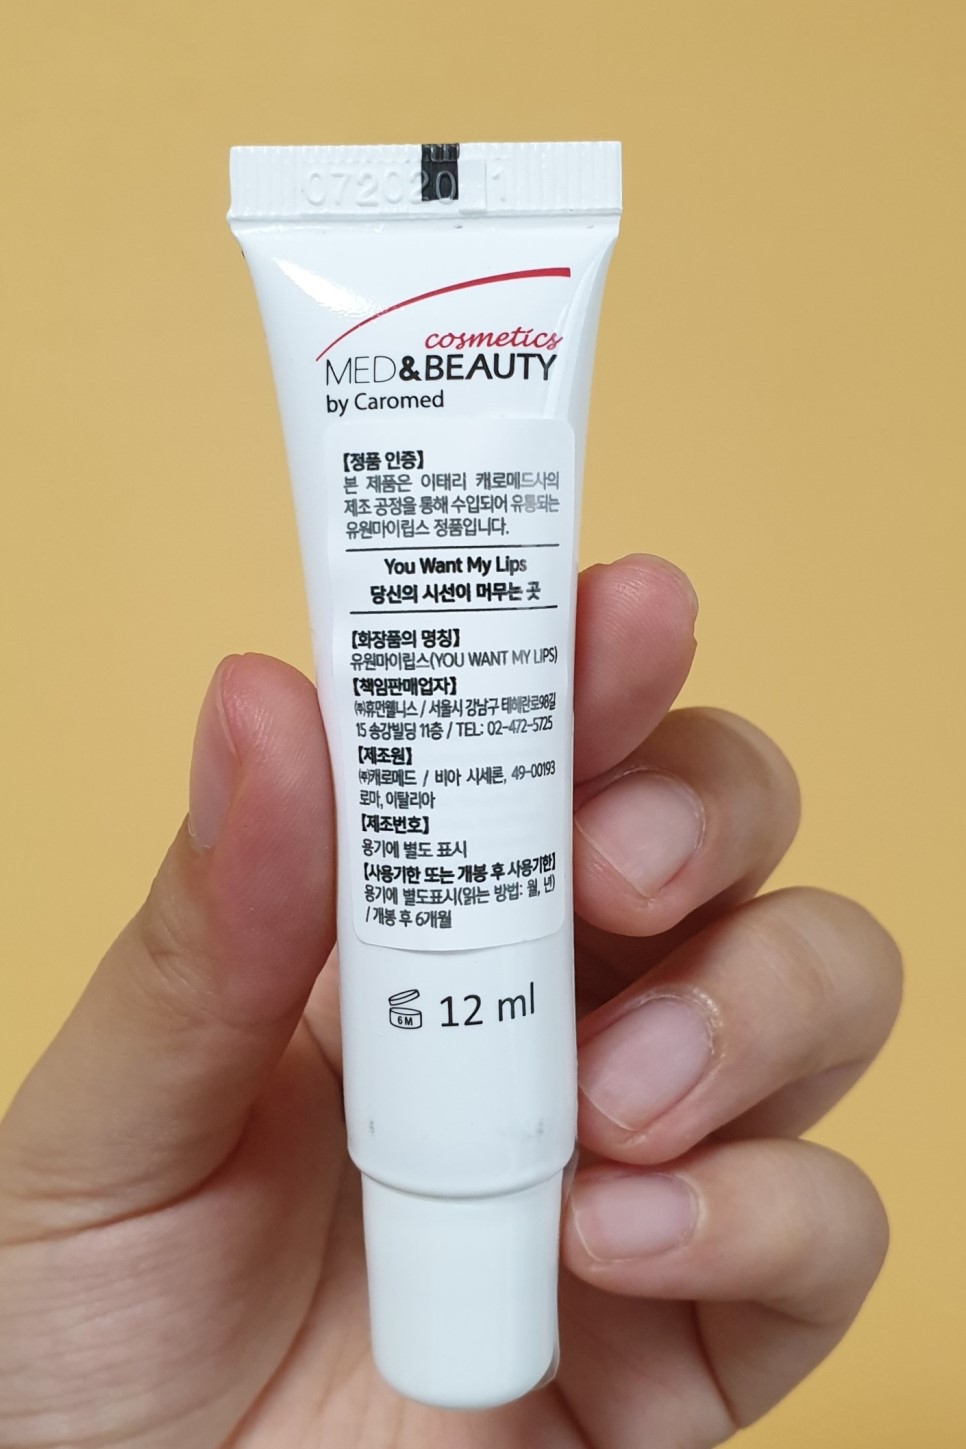 072020 1
cosmetics
MED&BEAUTY
by Caromed
【정품 인증】
본 제품은 이태리 캐로메드사의
제조 공정을 통해 수입되어 유통되는
유원마이립스 정품입니다.
You Want My Lips
당신의 시선이 머무는 곳
【화장품의 명칭】
유원마이립스(YOU WANT MY LIPS)
【책임판매업자】
㈜휴먼웰니스 / 서울시 강남구 테헤란로98길
15 송강빌딩 11층 / TEL: 02-472-5725
【제조원】
㈜캐로메드 / 비아 시세론, 49-00193
로마, 이탈리아
【제조번호】
용기에 별도 표시
【사용기한 또는 개봉 후 사용기한】
용기에 별도표시(읽는 방법: 월, 년)
/ 개봉 후 6개월
6M 12 ml